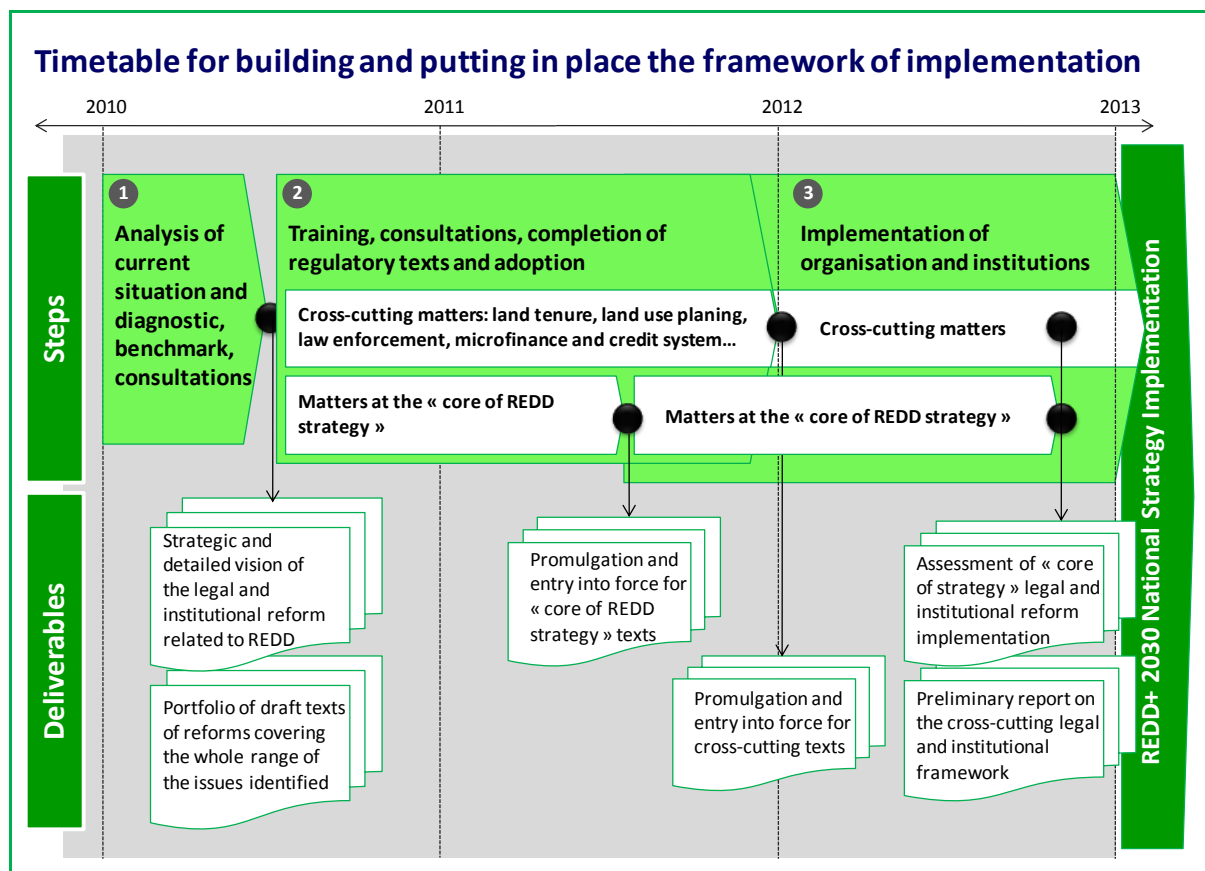 Timetable for building and putting in place the framework of implementation
2010
2011
2012
2013
Steps
1
Analysis of
current
situation and
diagnostic,
benchmark,
consultations
2
Training, consultations, completion of
regulatory texts and adoption
Cross-cutting matters: land tenure, land use planing,
law enforcement, microfinance and credit system...
Matters at the « core of REDD
strategy »
3
Implementation of
organisation and institutions
Cross-cutting matters
Matters at the « core of REDD strategy »
Deliverables
Strategic and
detailed vision of
the legal and
institutional reform
related to REDD
Portfolio of draft texts
of reforms covering
the whole range of
the issues identified
Promulgation and
entry into force for
« core of REDD
strategy » texts
Promulgation and
entry into force for
cross-cutting texts
Assessment of « core
of strategy » legal and
institutional reform
implementation
Preliminary report on
the cross-cutting legal
and institutional
framework
REDD+ 2030 National Strategy Implementation